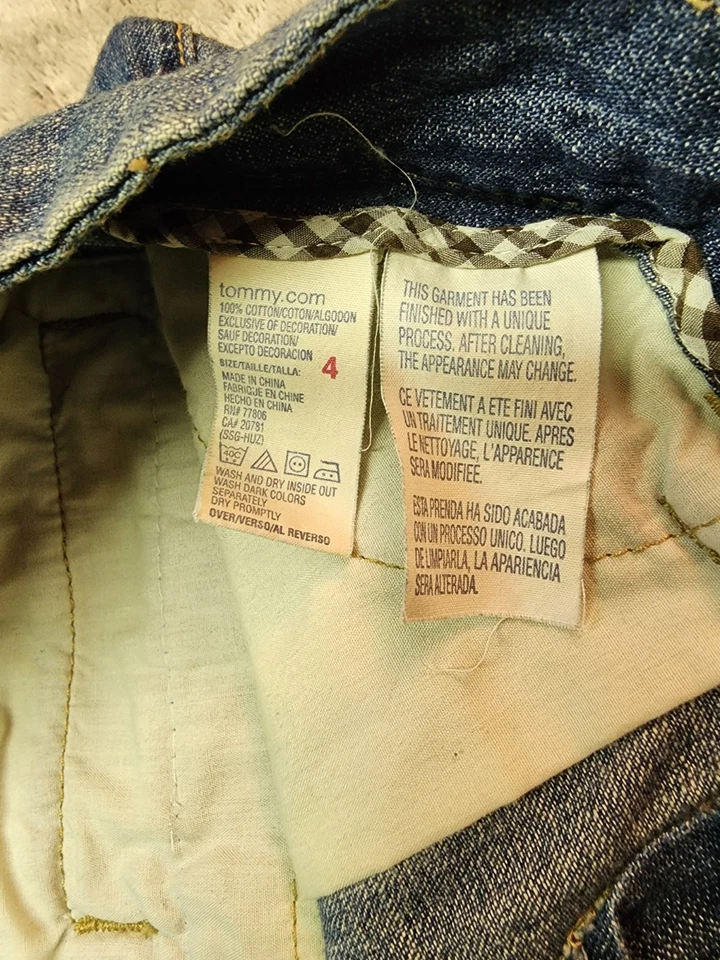 tommy.com
100% COTTON/COTON/ALGODON
EXCLUSIVE OF DECORATION/
SAUF DECORATION/
EXCEPTO DECORACION
SIZE/TAILLE/TALLA: 4
MADE IN CHINA
FABRIQUE EN CHINE
HECHO EN CHINA
RN# 77806
CA# 20781
(SSG-HUZ)
40C
WASH AND DRY INSIDE OUT
WASH DARK COLORS
SEPARATELY
DRY PROMPTLY
OVER/VERSO/AL REVERSO
THIS GARMENT HAS BEEN
FINISHED WITH A UNIQUE
PROCESS. AFTER CLEANING,
THE APPEARANCE MAY CHANGE.
CE VETEMENT A ETE FINI AVEC
UN TRAITEMENT UNIQUE. APRES
LE NETTOYAGE, L'APPARENCE
SERA MODIFIEE.
ESTA PRENDA HA SIDO ACABADA
CON UN PROCESO UNICO. LUEGO
DE LIMPIARLA, LA APARIENCIA
SERA ALTERADA.